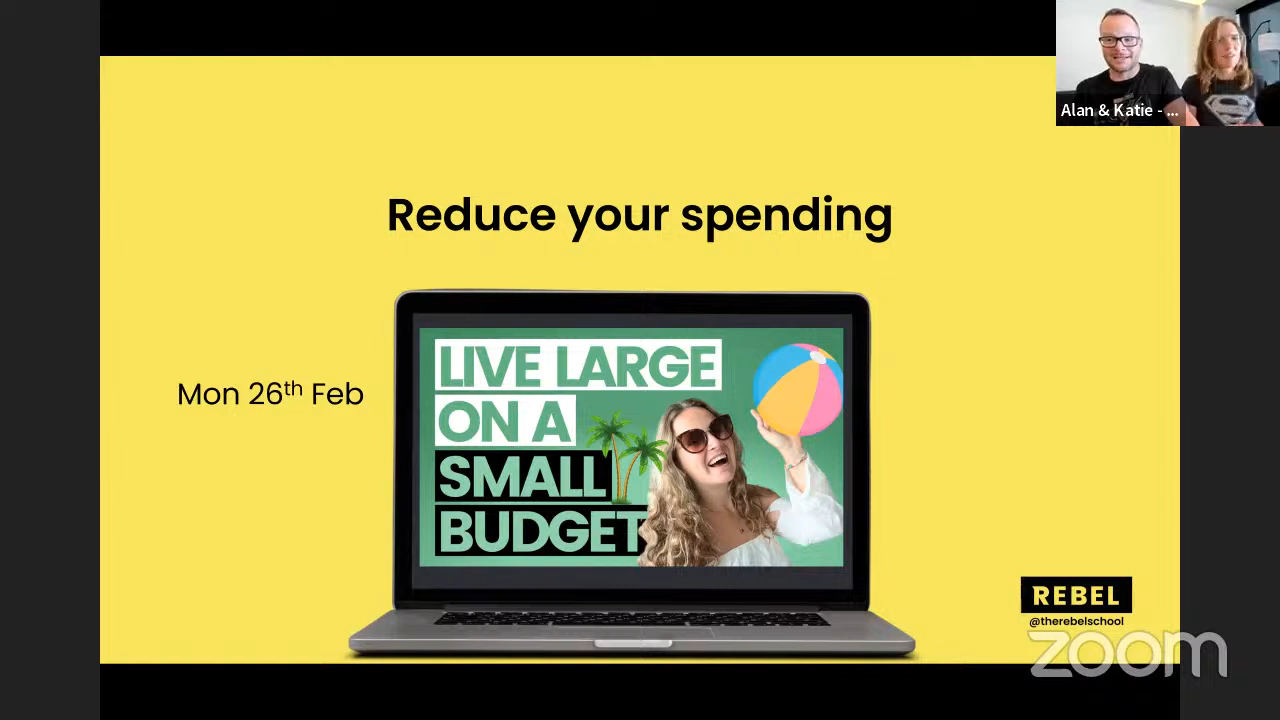 Alan & Katie - ...
Reduce your spending
LIVE LARGE
ON A
SMALL
BUDGET
Mon 26th Feb
REBEL
@therebelschool
zoom